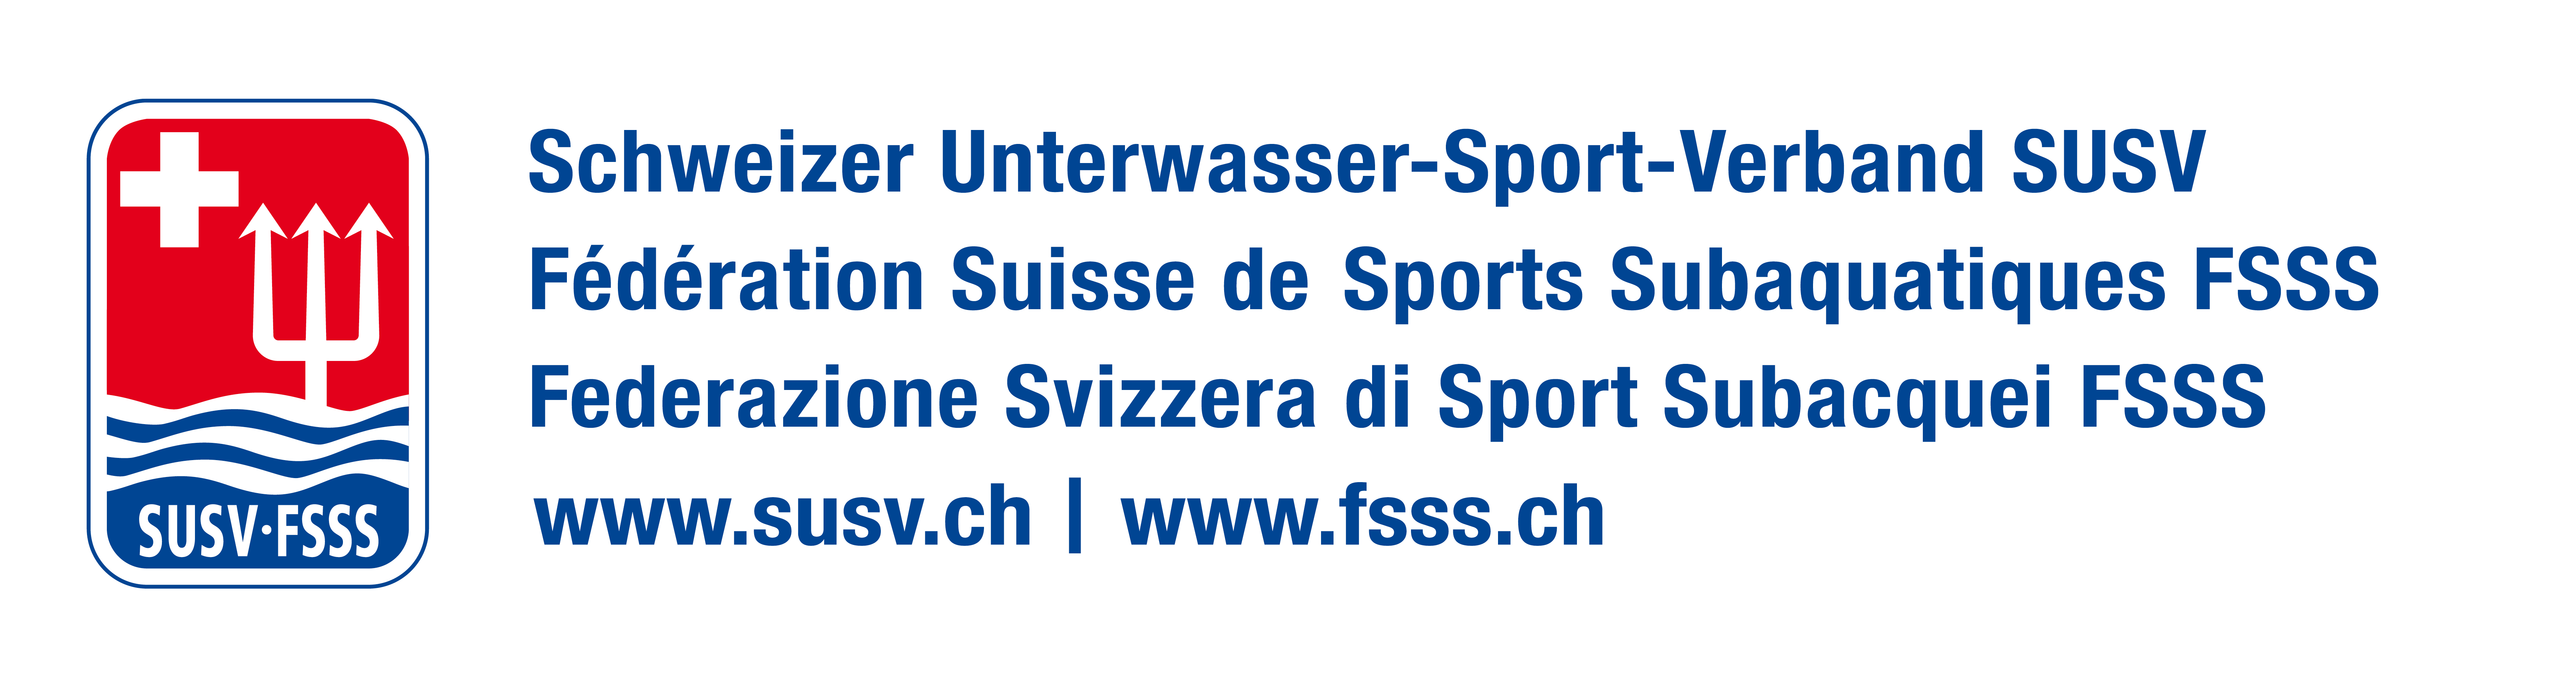 SUSV·FSSS
Schweizer Unterwasser-Sport-Verband SUSV
Fédération Suisse de Sports Subaquatiques FSSS
Federazione Svizzera di Sport Subacquei FSSS
www.susv.ch | www.fsss.ch